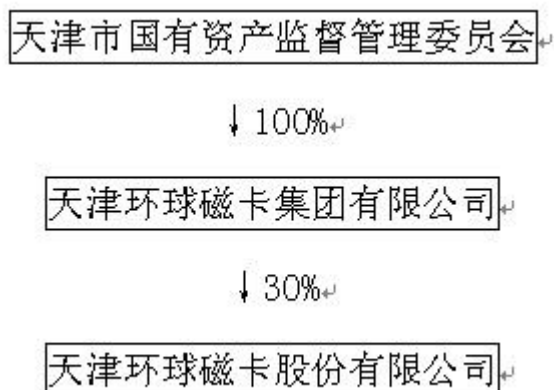 天津市国有资产监督管理委员会
↓100%
天津环球磁卡集团有限公司
↓30%
天津环球磁卡股份有限公司